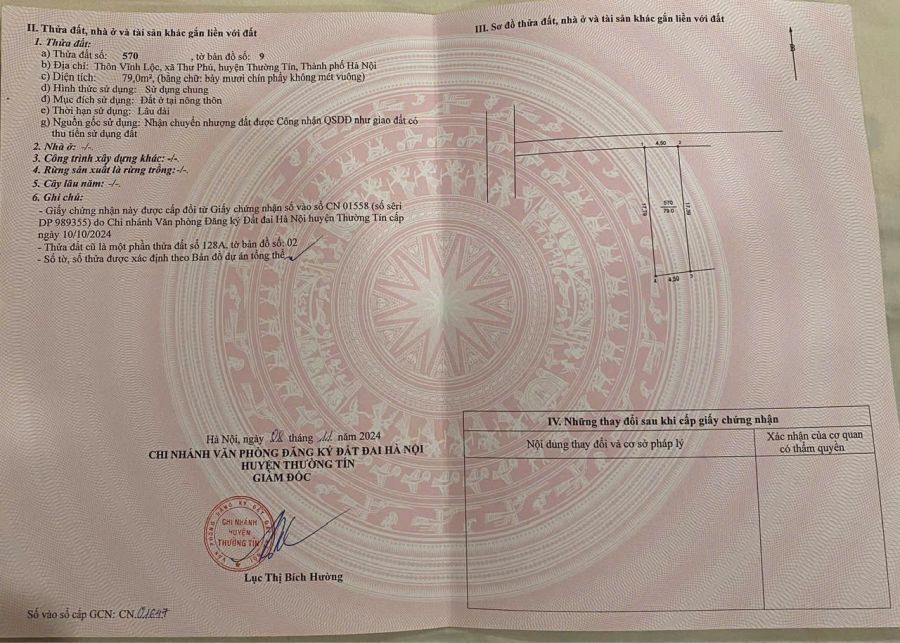 II. Thửa đất, nhà ở và tài sản khác gắn liền với đất
1. Thửa đất:
a) Thửa đất số: 570 , tờ bản đồ số: 9
b) Địa chỉ: Thôn Vĩnh Lộc, xã Thư Phú, huyện Thường Tín, Thành phố Hà Nội
c) Diện tích: 79,0m², (bằng chữ: bảy mươi chín phẩy không mét vuông)
d) Hình thức sử dụng: Sử dụng chung
đ) Mục đích sử dụng: Đất ở tại nông thôn
e) Thời hạn sử dụng: Lâu dài
g) Nguồn gốc sử dụng: Nhận chuyển nhượng đất được Công nhận QSDĐ như giao đất có
thu tiền sử dụng đất
2. Nhà ở: -/-.
3. Công trình xây dựng khác: -/-.
4. Rừng sản xuất là rừng trồng:-/-.
5. Cây lâu năm: -/-.
6. Ghi chú:
- Giấy chứng nhận này được cấp đổi từ Giấy chứng nhận số vào sổ CN 01558 (số sêri
DP 989355) do Chi nhánh Văn phòng Đăng ký Đất đai Hà Nội huyện Thường Tín cấp
ngày 10/10/2024
- Thửa đất cũ là một phần thửa đất số 128A, tờ bản đồ số: 02
- Số tờ, số thửa được xác định theo Bản đồ dự án tổng thể
Hà Nội, ngày 08 tháng 11 năm 2024
CHI NHÁNH VĂN PHÒNG ĐĂNG KÝ ĐẤT ĐAI HÀ NỘI
HUYỆN THƯỜNG TÍN
GIÁM ĐỐC
CHI NHÁNH
HUYỆN
THƯỜNG TÍN
Lục Thị Bích Hường
Số vào sổ cấp GCN: CN.01647
III. Sơ đồ thửa đất, nhà ở và tài sản khác gắn liền với đất
B
1 4,50 2
17,79
570
79.0
17,39
4 4,50 3
IV. Những thay đổi sau khi cấp giấy chứng nhận
Nội dung thay đổi và cơ sở pháp lý
Xác nhận của cơ quan
có thẩm quyền